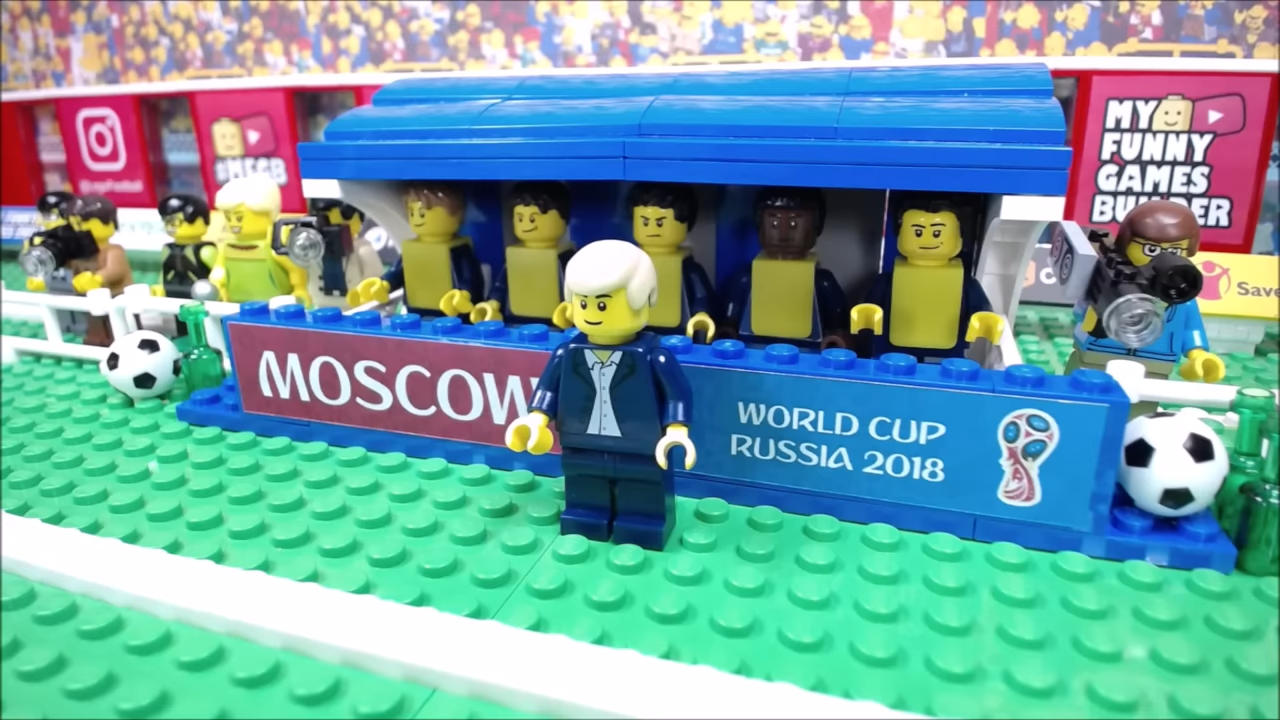 MY
FUNNY
GAMES
BUILDER
#MFGB
Save
MOSCOW
WORLD CUP
RUSSIA 2018